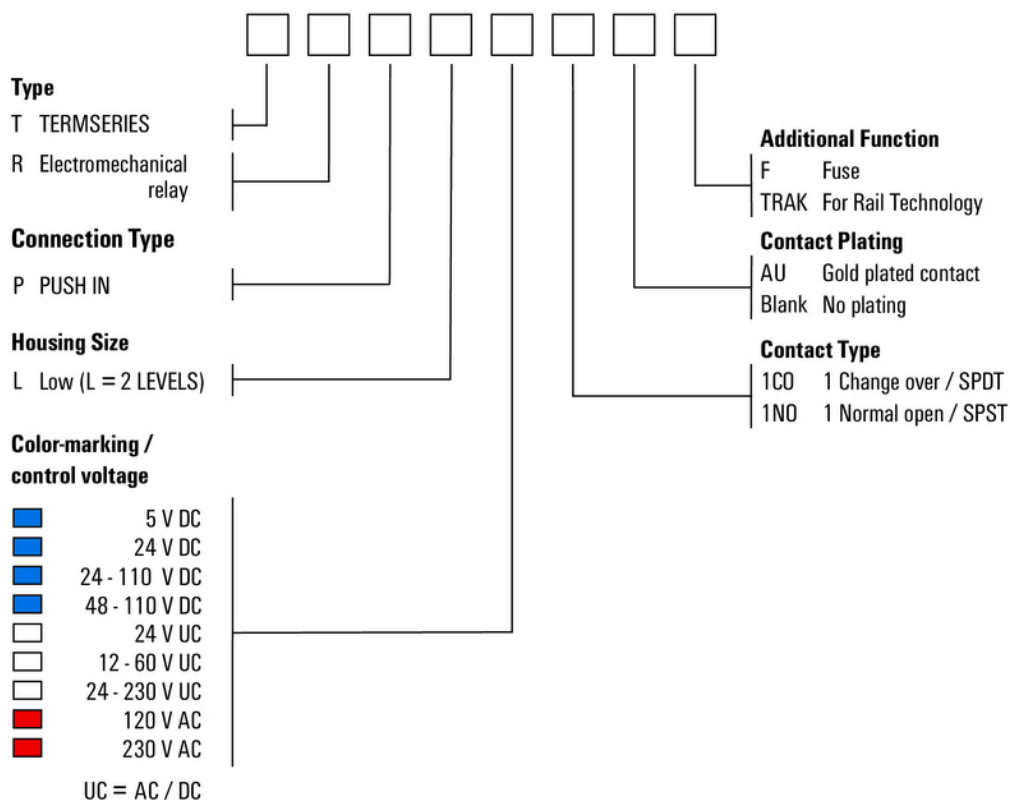 Type
T TERMSERIES
R Electromechanical
relay
Connection Type
P PUSH IN
Housing Size
L Low (L = 2 LEVELS)
Color-marking /
control voltage
5 V DC
24 V DC
24 - 110 V DC
48 - 110 V DC
24 V UC
12 - 60 V UC
24 - 230 V UC
120 V AC
230 V AC
UC = AC / DC
Additional Function
F Fuse
TRAK For Rail Technology
Contact Plating
AU Gold plated contact
Blank No plating
Contact Type
1CO 1 Change over / SPDT
1NO 1 Normal open / SPST